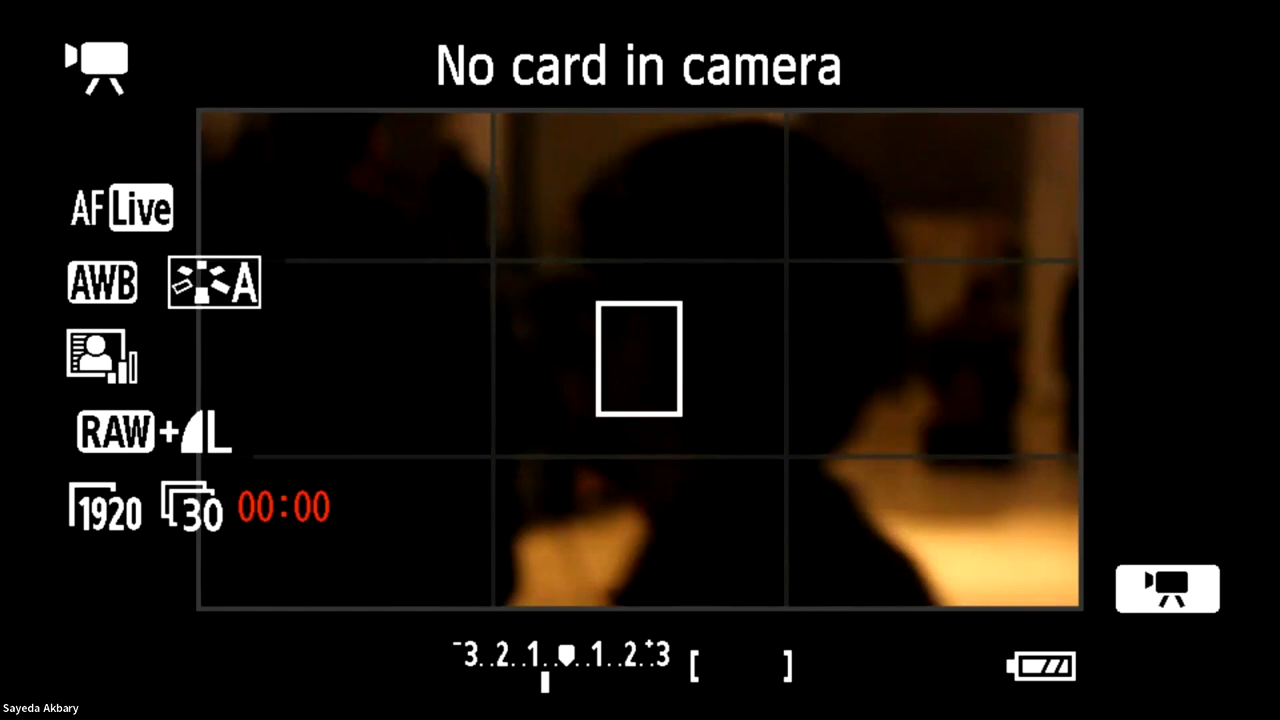 No card in camera
AF Live
AWB A
RAW+L
1920 30 00:00
-3..2..1..1..2..+3 [ ]
Sayeda Akbary